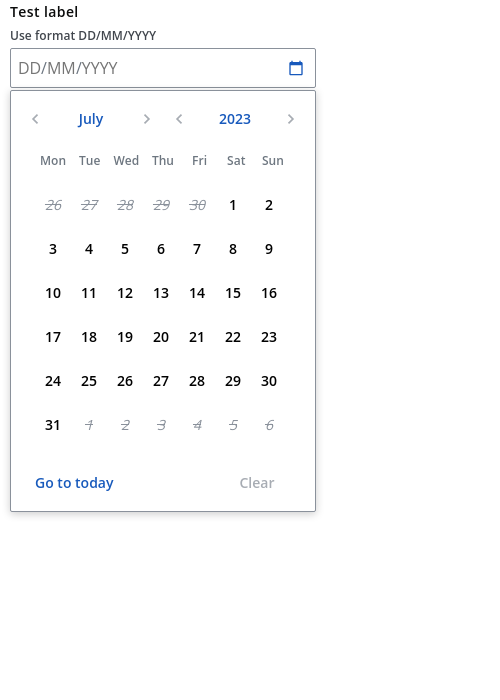 Test label
Use format DD/MM/YYYY
DD/MM/YYYY
July 2023
Mon Tue Wed Thu Fri Sat Sun
26 27 28 29 30 1 2
3 4 5 6 7 8 9
10 11 12 13 14 15 16
17 18 19 20 21 22 23
24 25 26 27 28 29 30
31 1 2 3 4 5 6
Go to today Clear